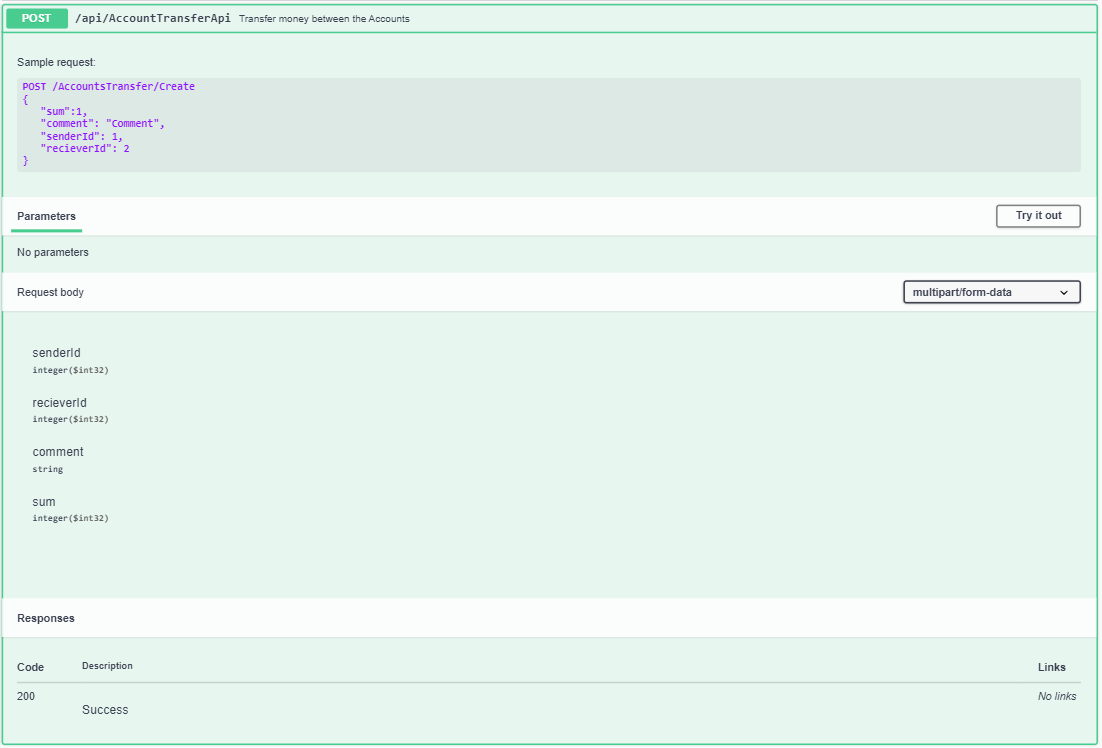 POST /api/AccountTransferApi Transfer money between the Accounts
Sample request:
POST /AccountsTransfer/Create
{
"sum":1,
"comment": "Comment",
"senderId": 1,
"recieverId": 2
}
Parameters Try it out
No parameters
Request body multipart/form-data
senderId
integer($int32)
recieverId
integer($int32)
comment
string
sum
integer($int32)
Responses
Code Description Links
200 No links
Success